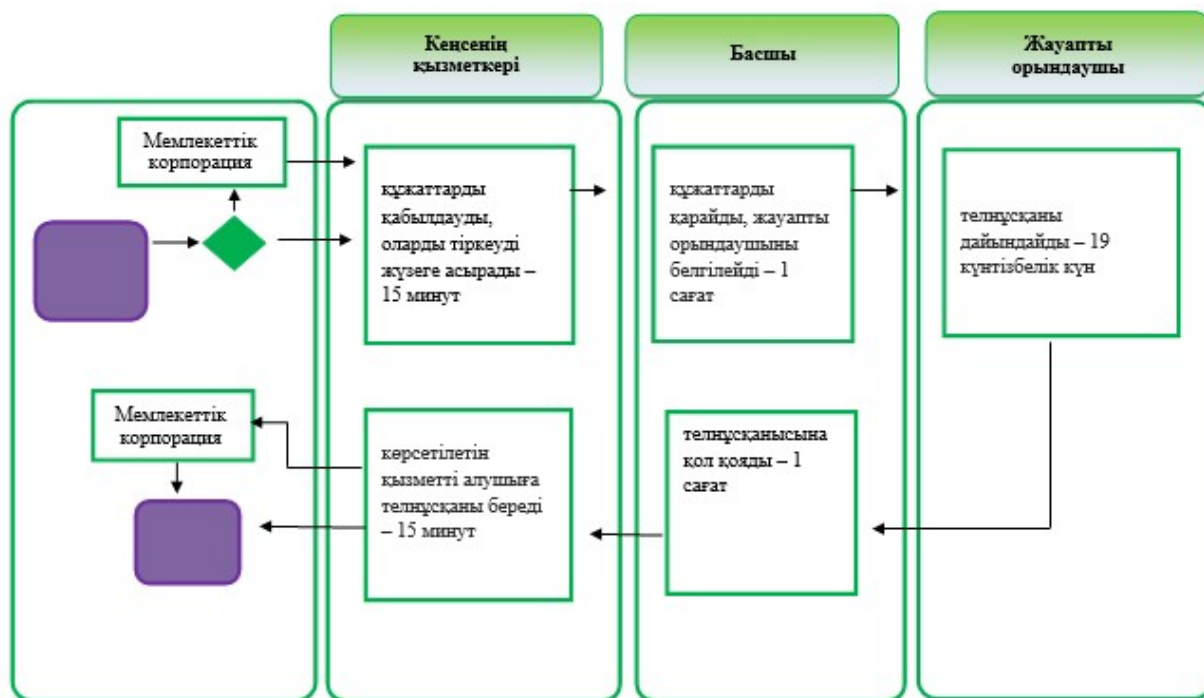 Кеңсенің
қызметкері
Басшы
Жауапты
орындаушы
Мемлекеттік
корпорация
құжаттарды
қабылдауды,
оларды тіркеуді
жүзеге асырады –
15 минут
құжаттарды
қарайды, жауапты
орындаушыны
белгілейді – 1
сағат
телнұсқаны
дайындайды – 19
күнтізбелік күн
Мемлекеттік
корпорация
көрсетілетін
қызметті алушыға
телнұсқаны береді
– 15 минут
телнұсқанысына
қол қояды – 1
сағат